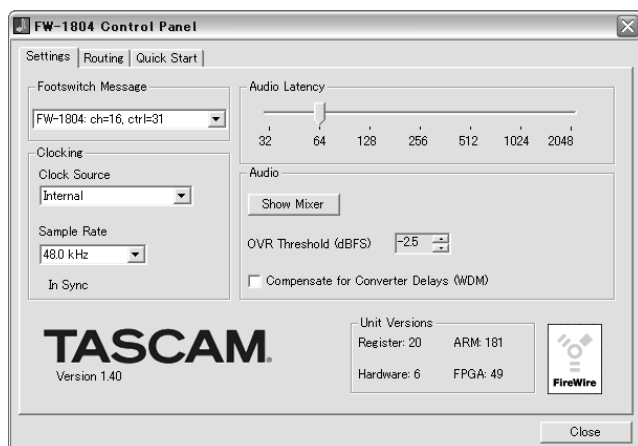 FW-1804 Control Panel
Settings
Routing
Quick Start
Footswitch Message
FW-1804: ch=16, ctrl=31
Clocking
Clock Source
Internal
Sample Rate
48.0 kHz
In Sync
Audio Latency
32 64 128 256 512 1024 2048
Audio
Show Mixer
OVR Threshold (dBFS) -2.5
Compensate for Converter Delays (WDM)
TASCAM.
Version 1.40
Unit Versions
Register: 20 ARM: 181
Hardware: 6 FPGA: 49
FireWire
Close